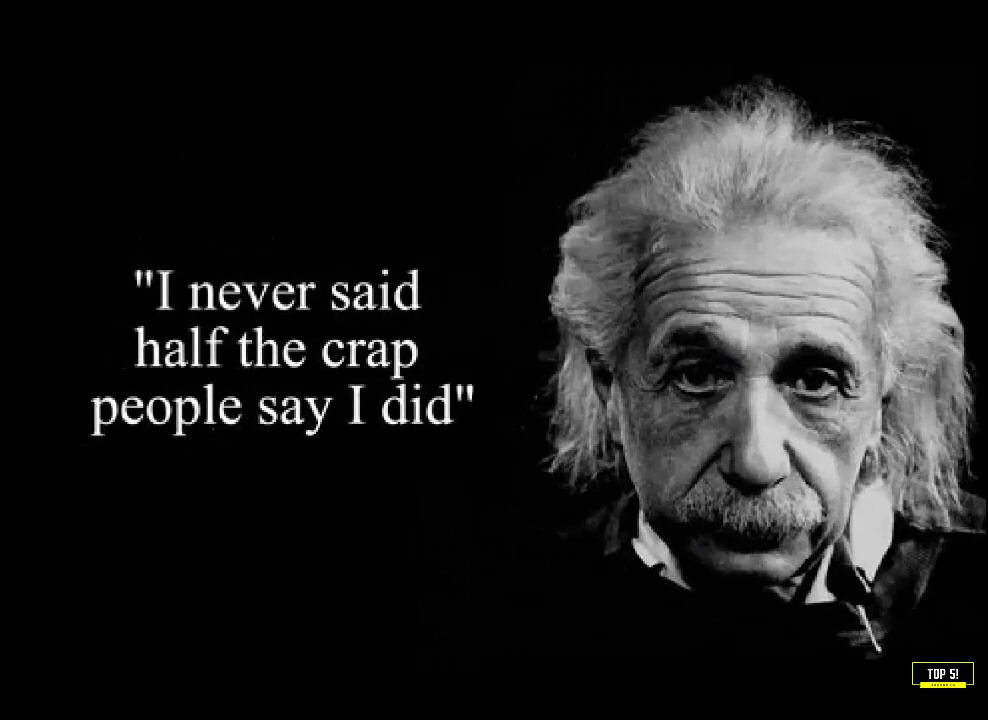 "I never said
half the crap
people say I did"
TOP 5!